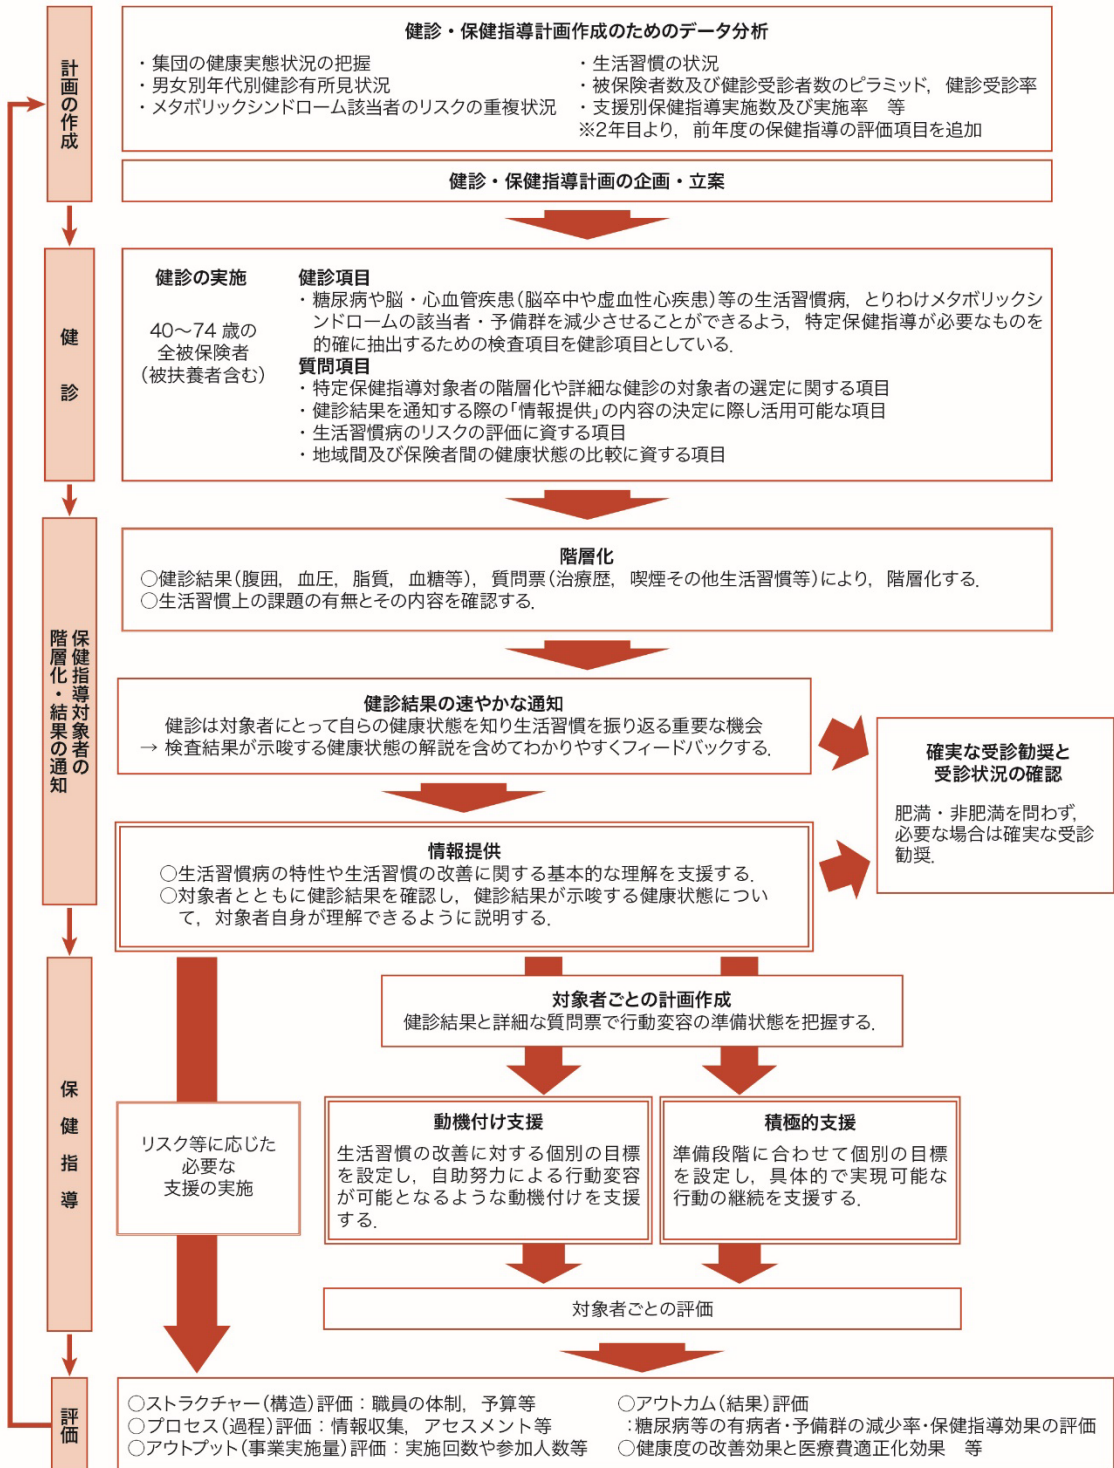 計画の作成
健診・保健指導計画作成のためのデータ分析
・集団の健康実態状況の把握
・男女別年代別健診有所見状況
・メタボリックシンドローム該当者のリスクの重複状況
・生活習慣の状況
・被保険者数及び健診受診者数のピラミッド，健診受診率
・支援別保健指導実施数及び実施率　等
※2年目より，前年度の保健指導の評価項目を追加
健診・保健指導計画の企画・立案
健診
健診の実施
40～74 歳の
全被保険者
（被扶養者含む）
健診項目
・糖尿病や脳・心血管疾患（脳卒中や虚血性心疾患）等の生活習慣病，とりわけメタボリックシ
ンドロームの該当者・予備群を減少させることができるよう，特定保健指導が必要なものを
的確に抽出するための検査項目を健診項目としている．
質問項目
・特定保健指導対象者の階層化や詳細な健診の対象者の選定に関する項目
・健診結果を通知する際の「情報提供」の内容の決定に際し活用可能な項目
・生活習慣病のリスクの評価に資する項目
・地域間及び保険者間の健康状態の比較に資する項目
保健指導対象者の
階層化・結果の通知
階層化
○健診結果（腹囲，血圧，脂質，血糖等），質問票（治療歴，喫煙その他生活習慣等）により，階層化する．
○生活習慣上の課題の有無とその内容を確認する．
健診結果の速やかな通知
健診は対象者にとって自らの健康状態を知り生活習慣を振り返る重要な機会
→ 検査結果が示唆する健康状態の解説を含めてわかりやすくフィードバックする．
確実な受診勧奨と
受診状況の確認
肥満・非肥満を問わず，
必要な場合は確実な受診
勧奨．
情報提供
○生活習慣病の特性や生活習慣の改善に関する基本的な理解を支援する．
○対象者とともに健診結果を確認し，健診結果が示唆する健康状態につい
て，対象者自身が理解できるように説明する．
保健指導
対象者ごとの計画作成
健診結果と詳細な質問票で行動変容の準備状態を把握する．
リスク等に応じた
必要な
支援の実施
動機付け支援
生活習慣の改善に対する個別の目標
を設定し，自助努力による行動変容
が可能となるような動機付けを支援
する．
積極的支援
準備段階に合わせて個別の目標
を設定し，具体的で実現可能な
行動の継続を支援する．
対象者ごとの評価
評価
○ストラクチャー（構造）評価：職員の体制，予算等
○プロセス（過程）評価：情報収集，アセスメント等
○アウトプット（事業実施量）評価：実施回数や参加人数等
○アウトカム（結果）評価
：糖尿病等の有病者・予備群の減少率・保健指導効果の評価
○健康度の改善効果と医療費適正化効果　等